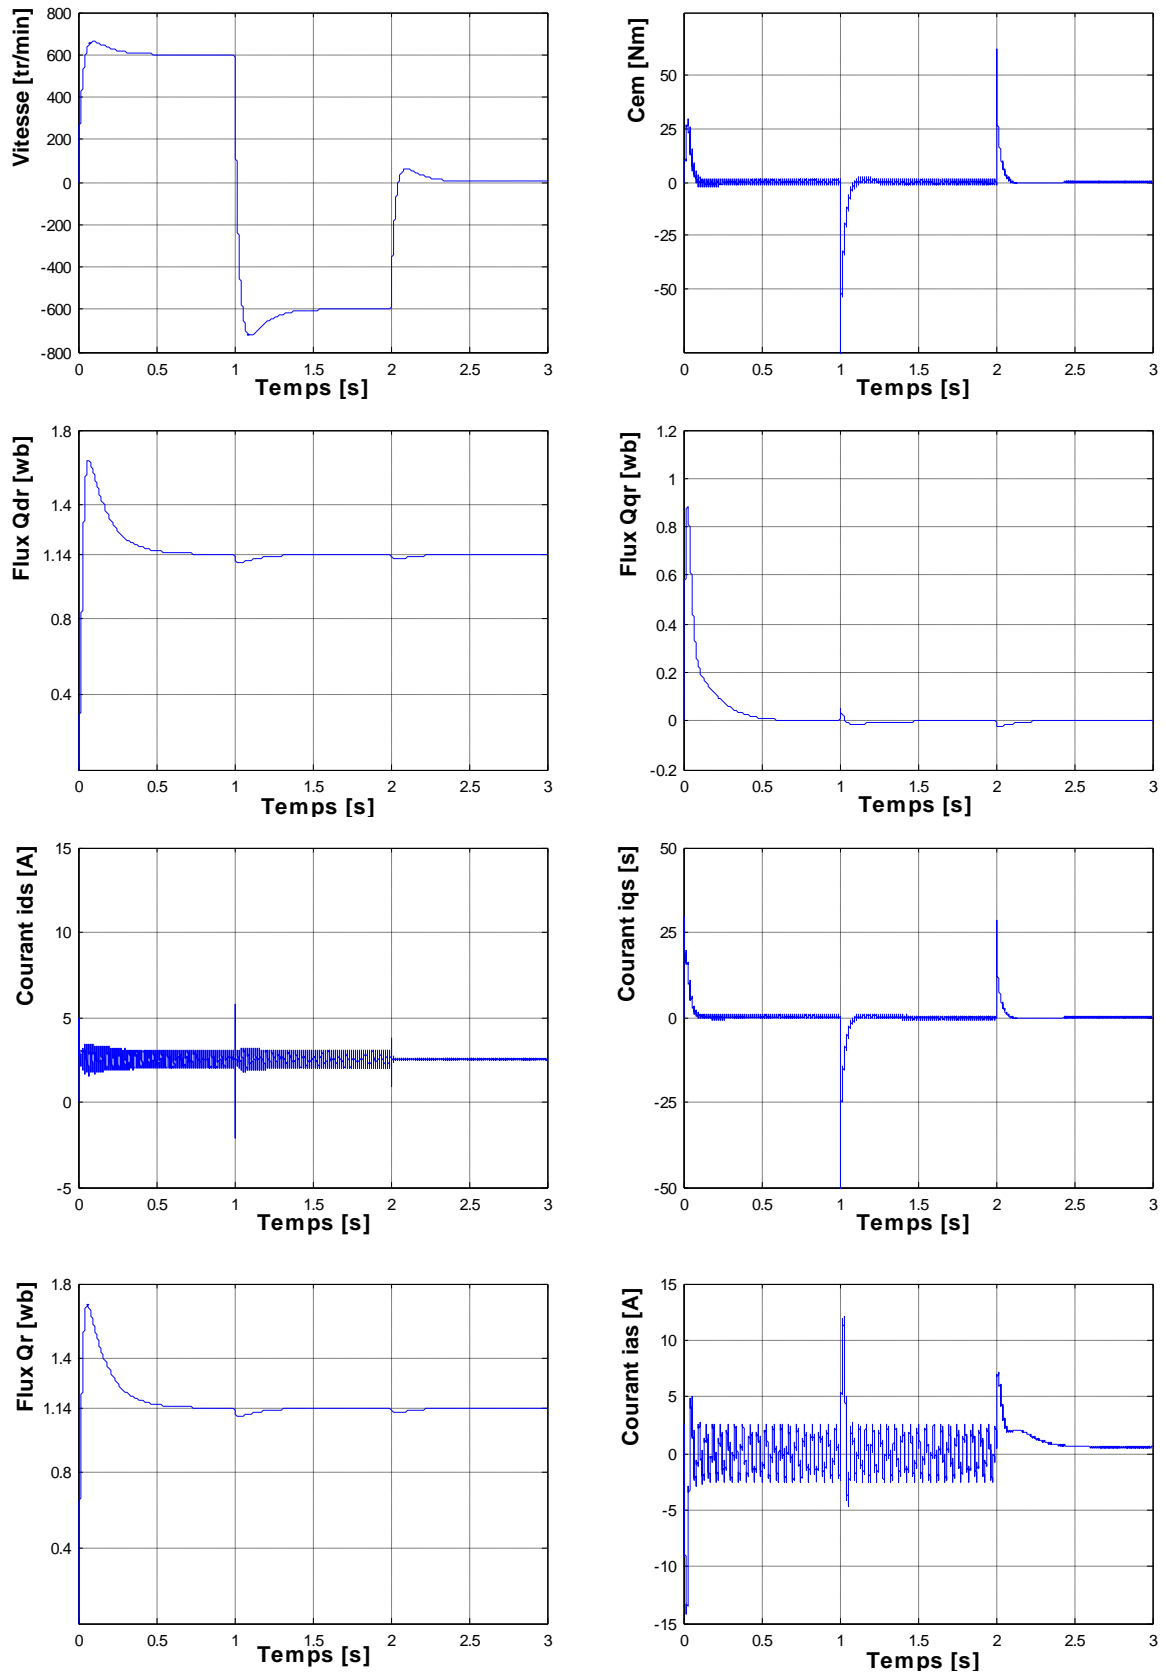 Vitesse [tr/min]
800
600
400
200
0
-200
-400
-600
-800
0 0.5 1 1.5 2 2.5 3
Temps [s]
Cem [Nm]
50
25
0
-25
-50
0 0.5 1 1.5 2 2.5 3
Temps [s]
Flux Qdr [wb]
1.8
1.4
1.14
0.8
0.4
0 0.5 1 1.5 2 2.5 3
Temps [s]
Flux Qqr [wb]
1.2
1
0.8
0.6
0.4
0.2
0
-0.2
0 0.5 1 1.5 2 2.5 3
Temps [s]
Courant ids [A]
15
10
5
0
-5
0 0.5 1 1.5 2 2.5 3
Temps [s]
Courant iqs [s]
50
25
0
-25
-50
0 0.5 1 1.5 2 2.5 3
Temps [s]
Flux Qr [wb]
1.8
1.4
1.14
0.8
0.4
0 0.5 1 1.5 2 2.5 3
Temps [s]
Courant ias [A]
15
10
5
0
-5
-10
-15
0 0.5 1 1.5 2 2.5 3
Temps [s]